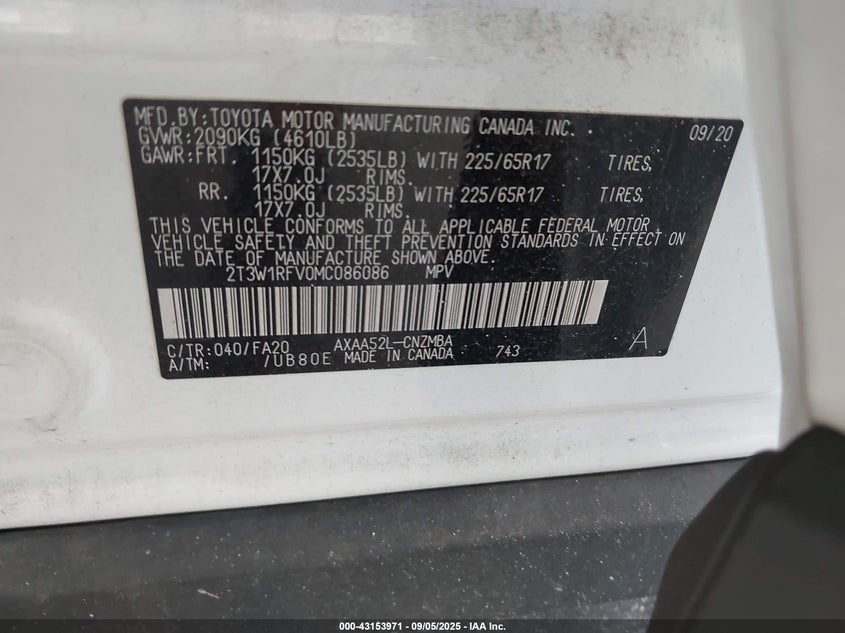 MFD.BY:TOYOTA MOTOR MANUFACTURING CANADA INC. 09/20
GVWR:2090KG (4610LB)
GAWR:FRT. 1150KG (2535LB) WITH 225/65R17 TIRES,
17X7.0J RIMS.
RR. 1150KG (2535LB) WITH 225/65R17 TIRES,
17X7.0J RIMS.
THIS VEHICLE CONFORMS TO ALL APPLICABLE FEDERAL MOTOR
VEHICLE SAFETY AND THEFT PREVENTION STANDARDS IN EFFECT ON
THE DATE OF MANUFACTURE SHOWN ABOVE.
2T3W1RFV0MC086086 MPV
C/TR:040/FA20 AXAA52L-CNZMBA
A/TM: /UB80E MADE IN CANADA 743 A
000-43153971 - 09/05/2025 - IAA Inc.